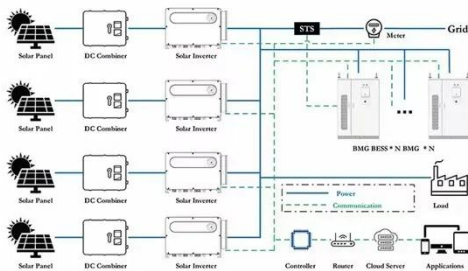 STS
Meter
Grid
Solar Panel DC Combiner Solar Inverter
Solar Panel DC Combiner Solar Inverter
BMG BESS * N BMG * N
Solar Panel DC Combiner Solar Inverter
Power
Communication
Load
Solar Panel DC Combiner Solar Inverter
Controller Router Cloud Server Applications